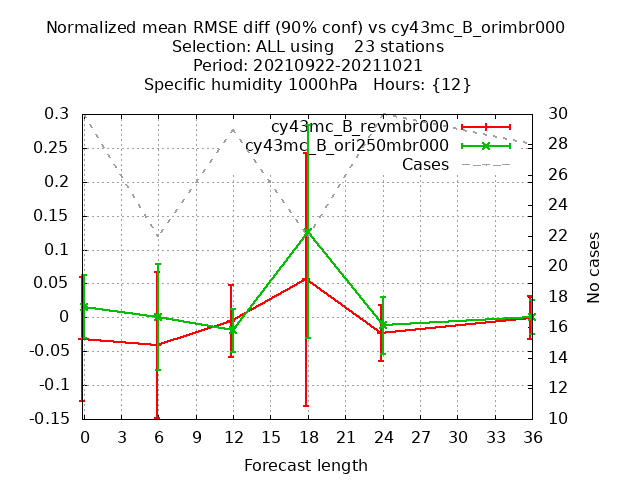 Normalized mean RMSE diff (90% conf) vs cy43mc_B_orimbr000
Selection: ALL using    23 stations
Period: 20210922-20211021
Specific humidity 1000hPa   Hours: {12}
cy43mc_B_revmbr000
cy43mc_B_ori250mbr000
Cases
0.3
0.25
0.2
0.15
0.1
0.05
0
-0.05
-0.1
-0.15
30
28
26
24
22
20
18
16
14
12
10
No cases
0 3 6 9 12 15 18 21 24 27 30 33 36
Forecast length